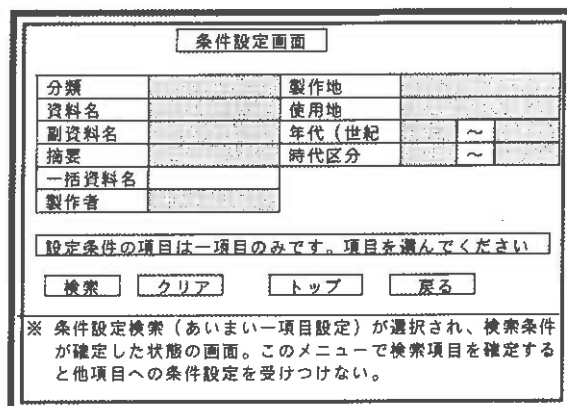 条件設定画面
分類 製作地
資料名 使用地
副資料名 年代(世紀 ~
摘要 時代区分 ~
一括資料名
製作者
設定条件の項目は一項目のみです。項目を選んでください
検索 クリア トップ 戻る
※ 条件設定検索(あいまい一項目設定)が選択され、検索条件
が確定した状態の画面。このメニューで検索項目を確定する
と他項目への条件設定を受けつけない。